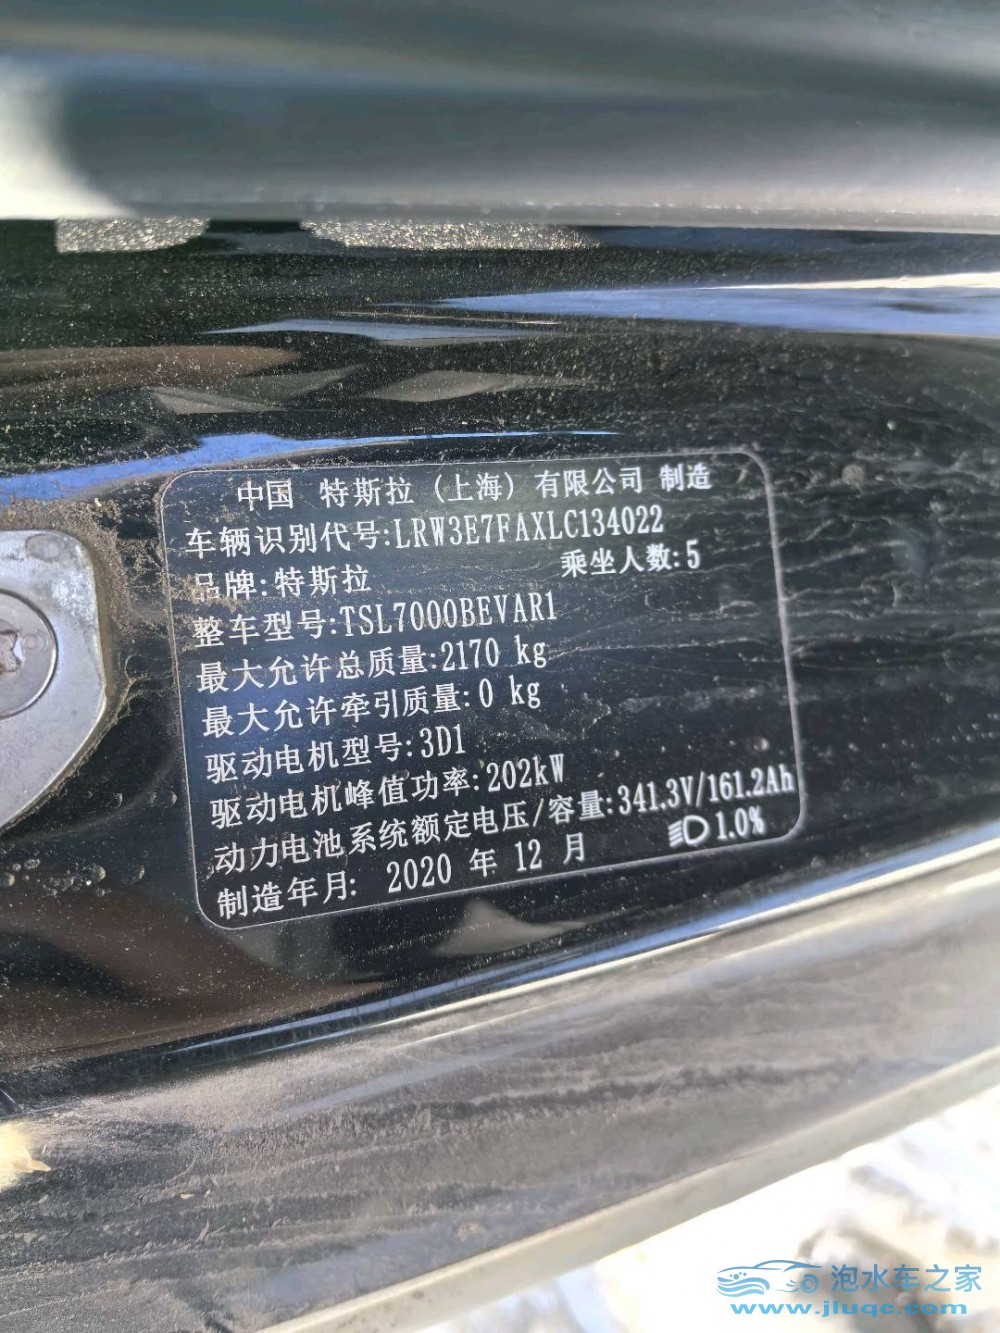 中国 特斯拉（上海）有限公司 制造
车辆识别代号:LRW3E7FAXLC134022
品牌:特斯拉 乘坐人数:5
整车型号:TSL7000BEVAR1
最大允许总质量:2170 kg
最大允许牵引质量:0 kg
驱动电机型号:3D1
驱动电机峰值功率:202kW
动力电池系统额定电压/容量:341.3V/161.2Ah
制造年月: 2020 年 12 月 1.0%
泡水车之家
www.jluqc.com